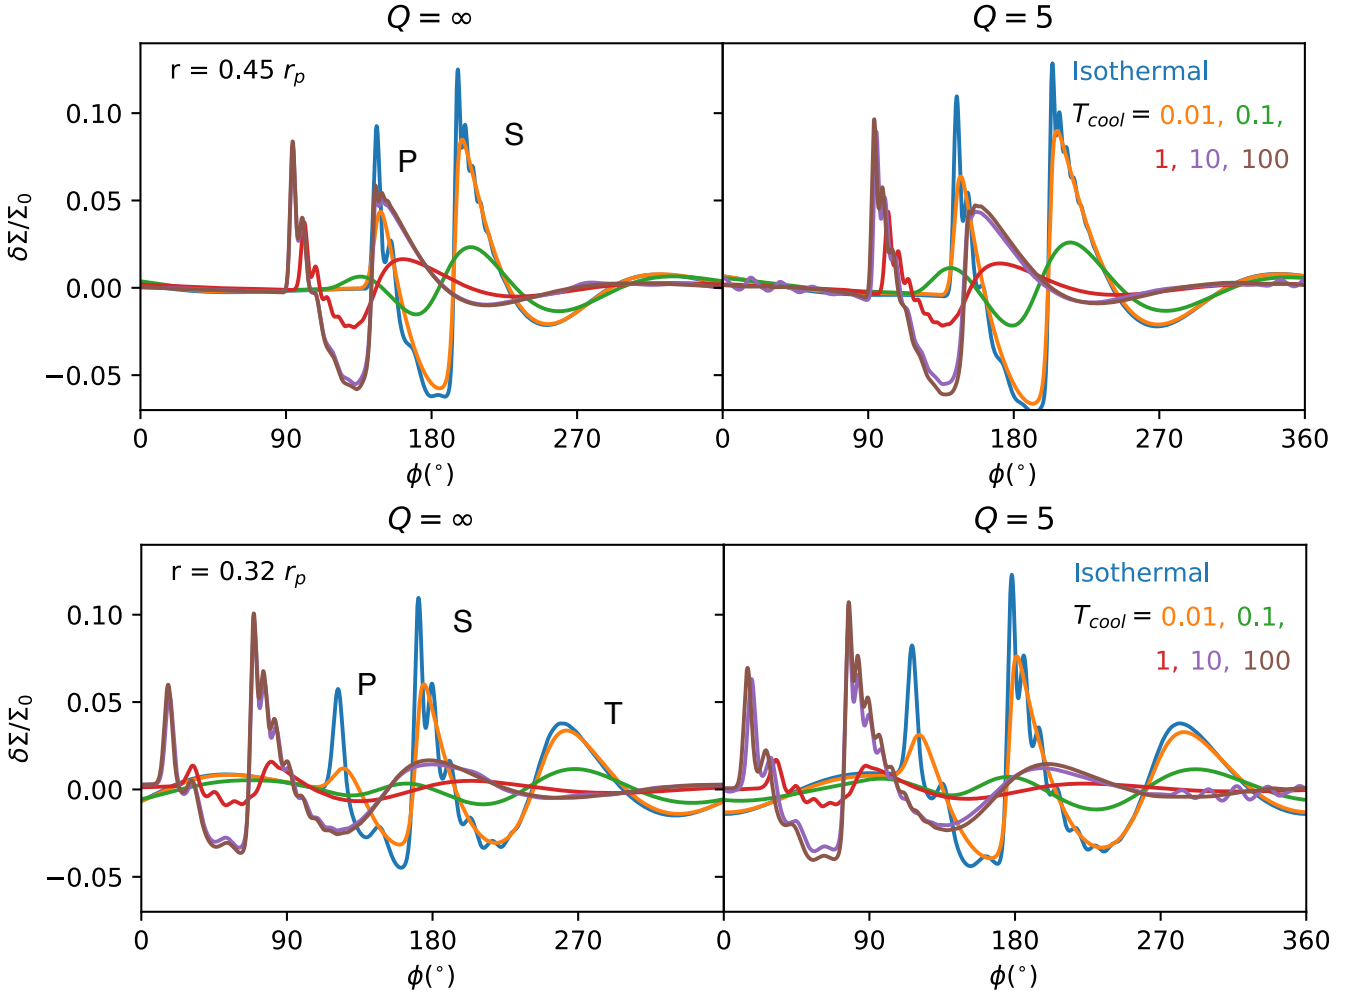 Q = ∞
Q = 5
r = 0.45 r_p
P
S
Isothermal
T_cool = 0.01, 0.1,
1, 10, 100
δΣ/Σ₀
0.10
0.05
0.00
−0.05
0 90 180 270 0 90 180 270 360
ϕ(°)
ϕ(°)
Q = ∞
Q = 5
r = 0.32 r_p
P
S
T
Isothermal
T_cool = 0.01, 0.1,
1, 10, 100
δΣ/Σ₀
0.10
0.05
0.00
−0.05
0 90 180 270 0 90 180 270 360
ϕ(°)
ϕ(°)